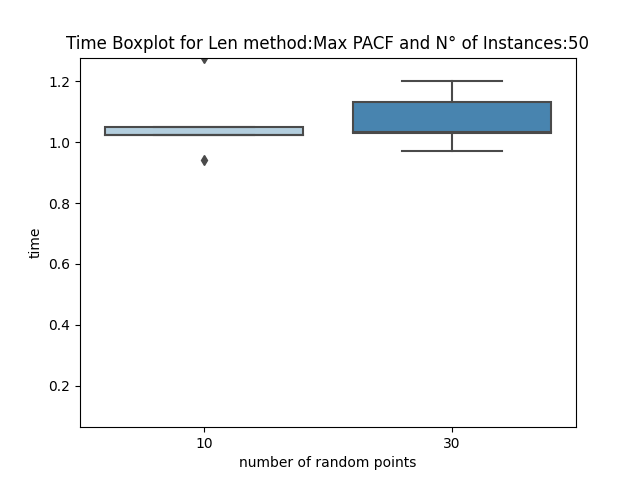 Time Boxplot for Len method:Max PACF and N° of Instances:50
1.2
1.0
0.8
0.6
0.4
0.2
time
10 30
number of random points